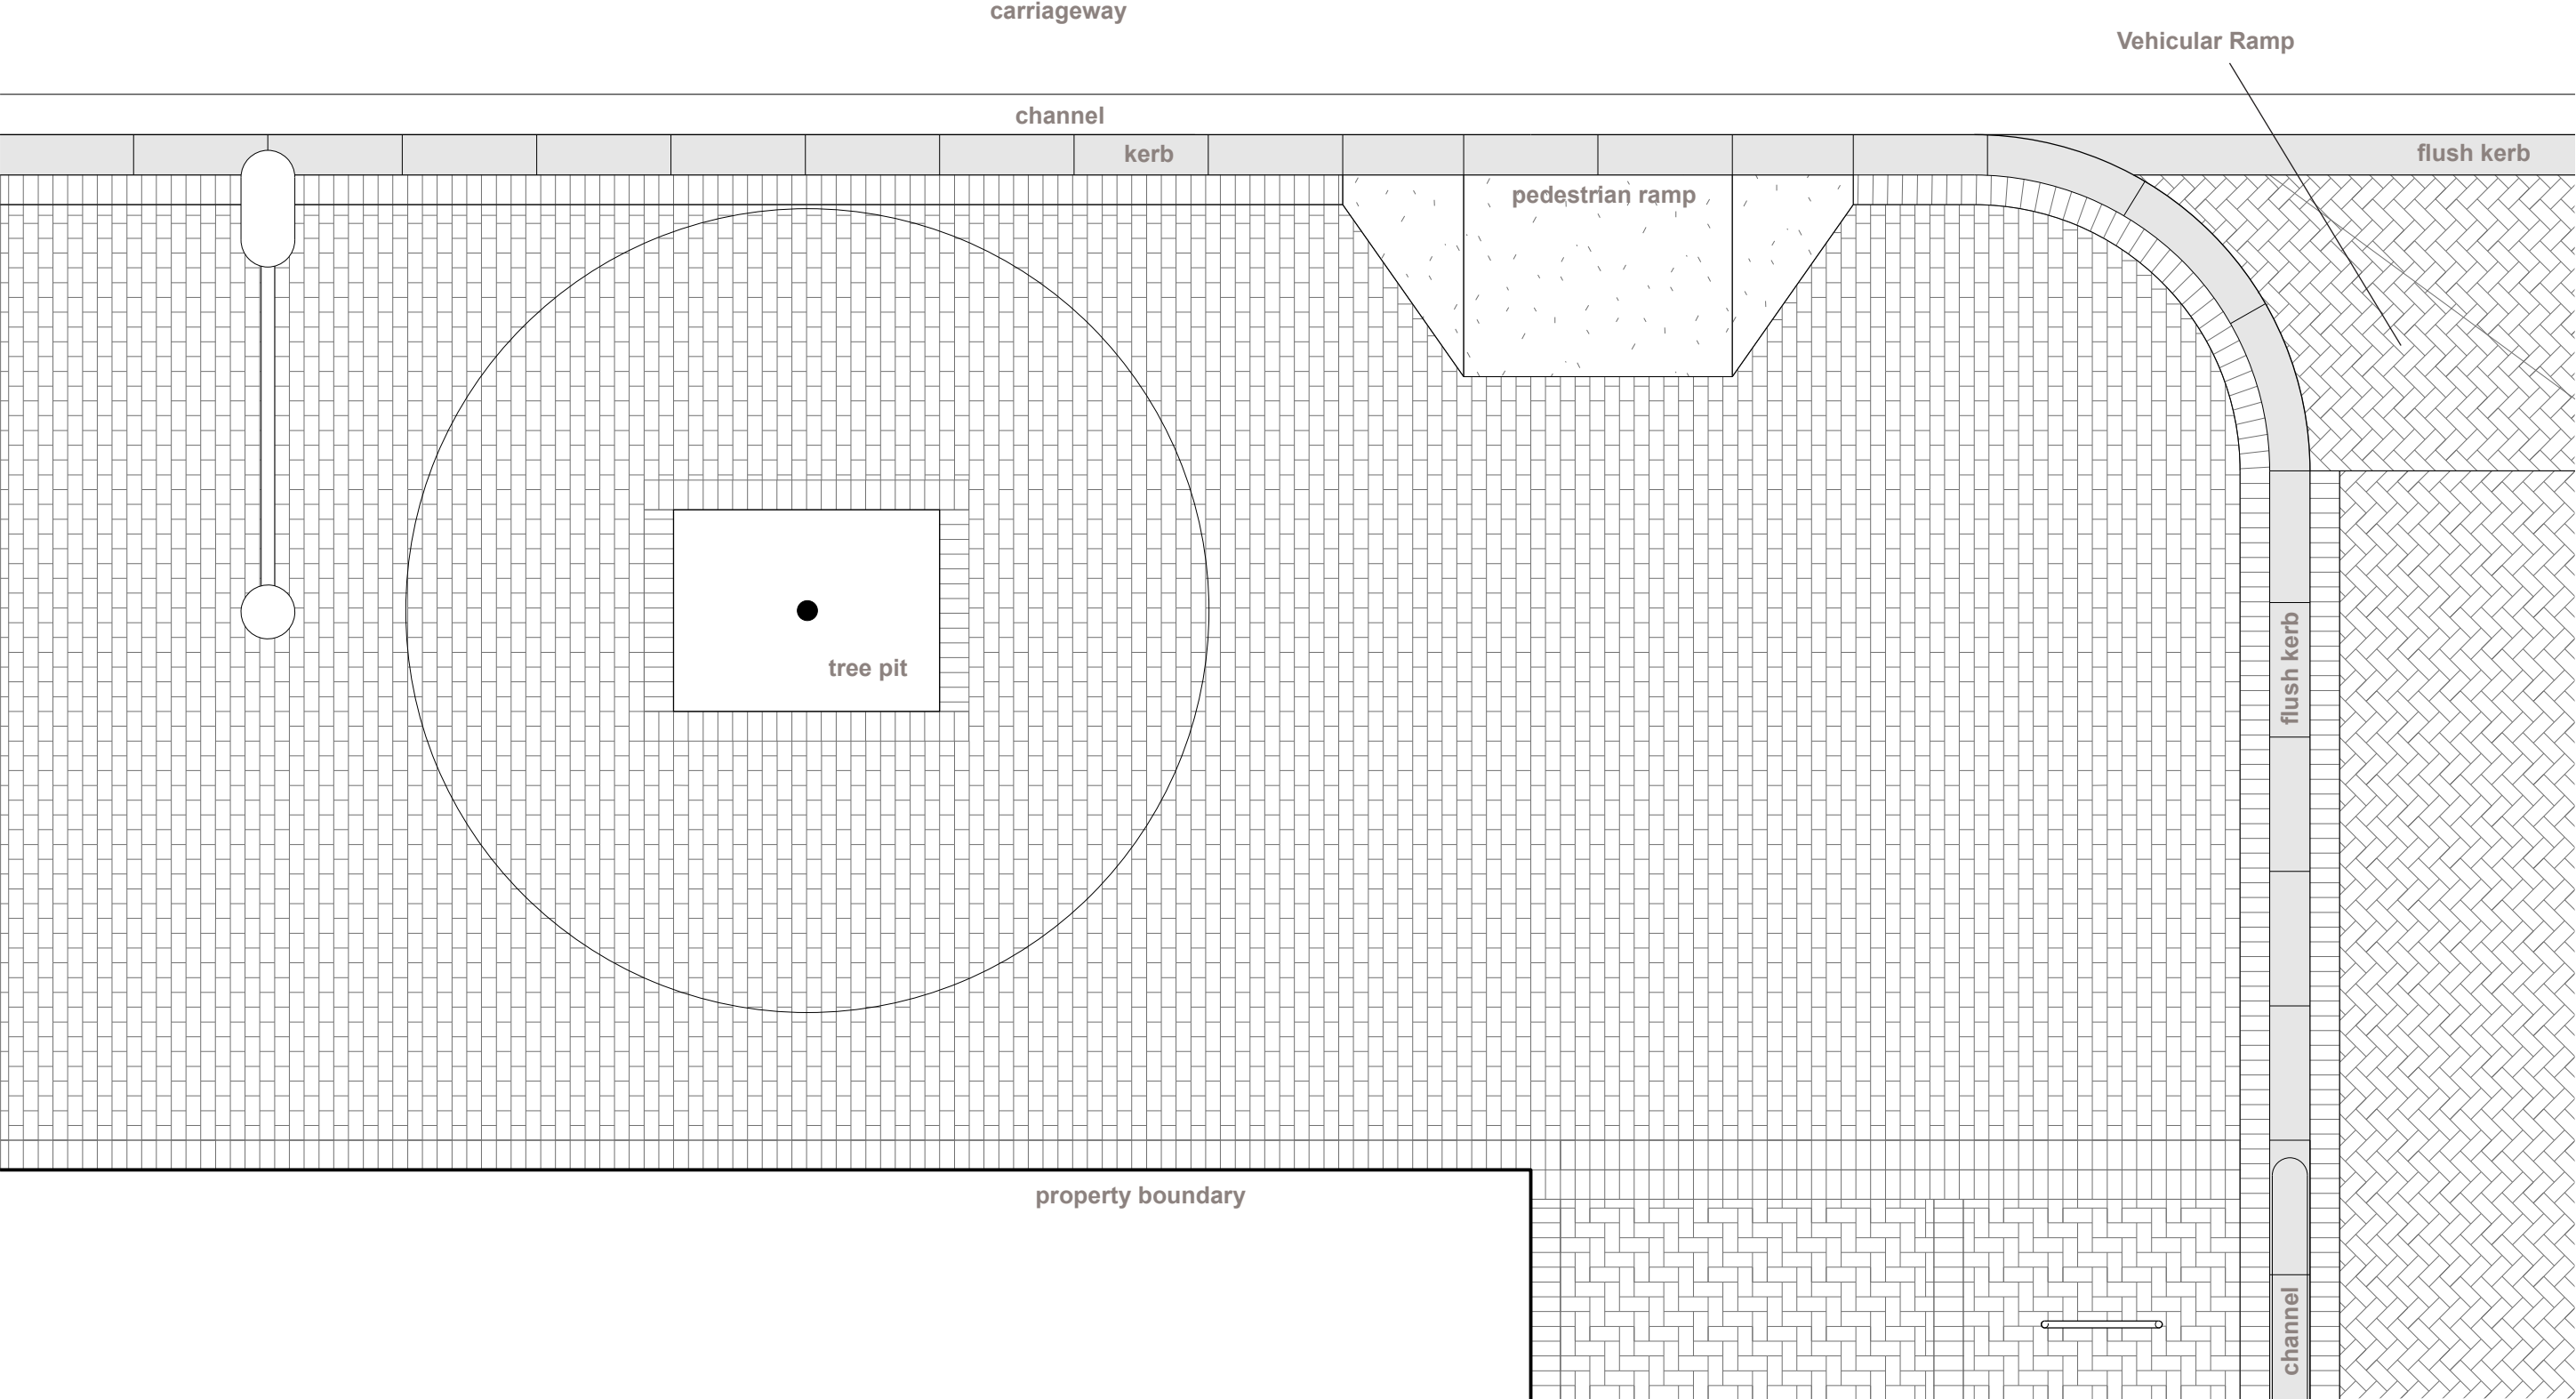 carriageway
Vehicular Ramp
channel
kerb
flush kerb
pedestrian ramp
tree pit
flush kerb
property boundary
channel